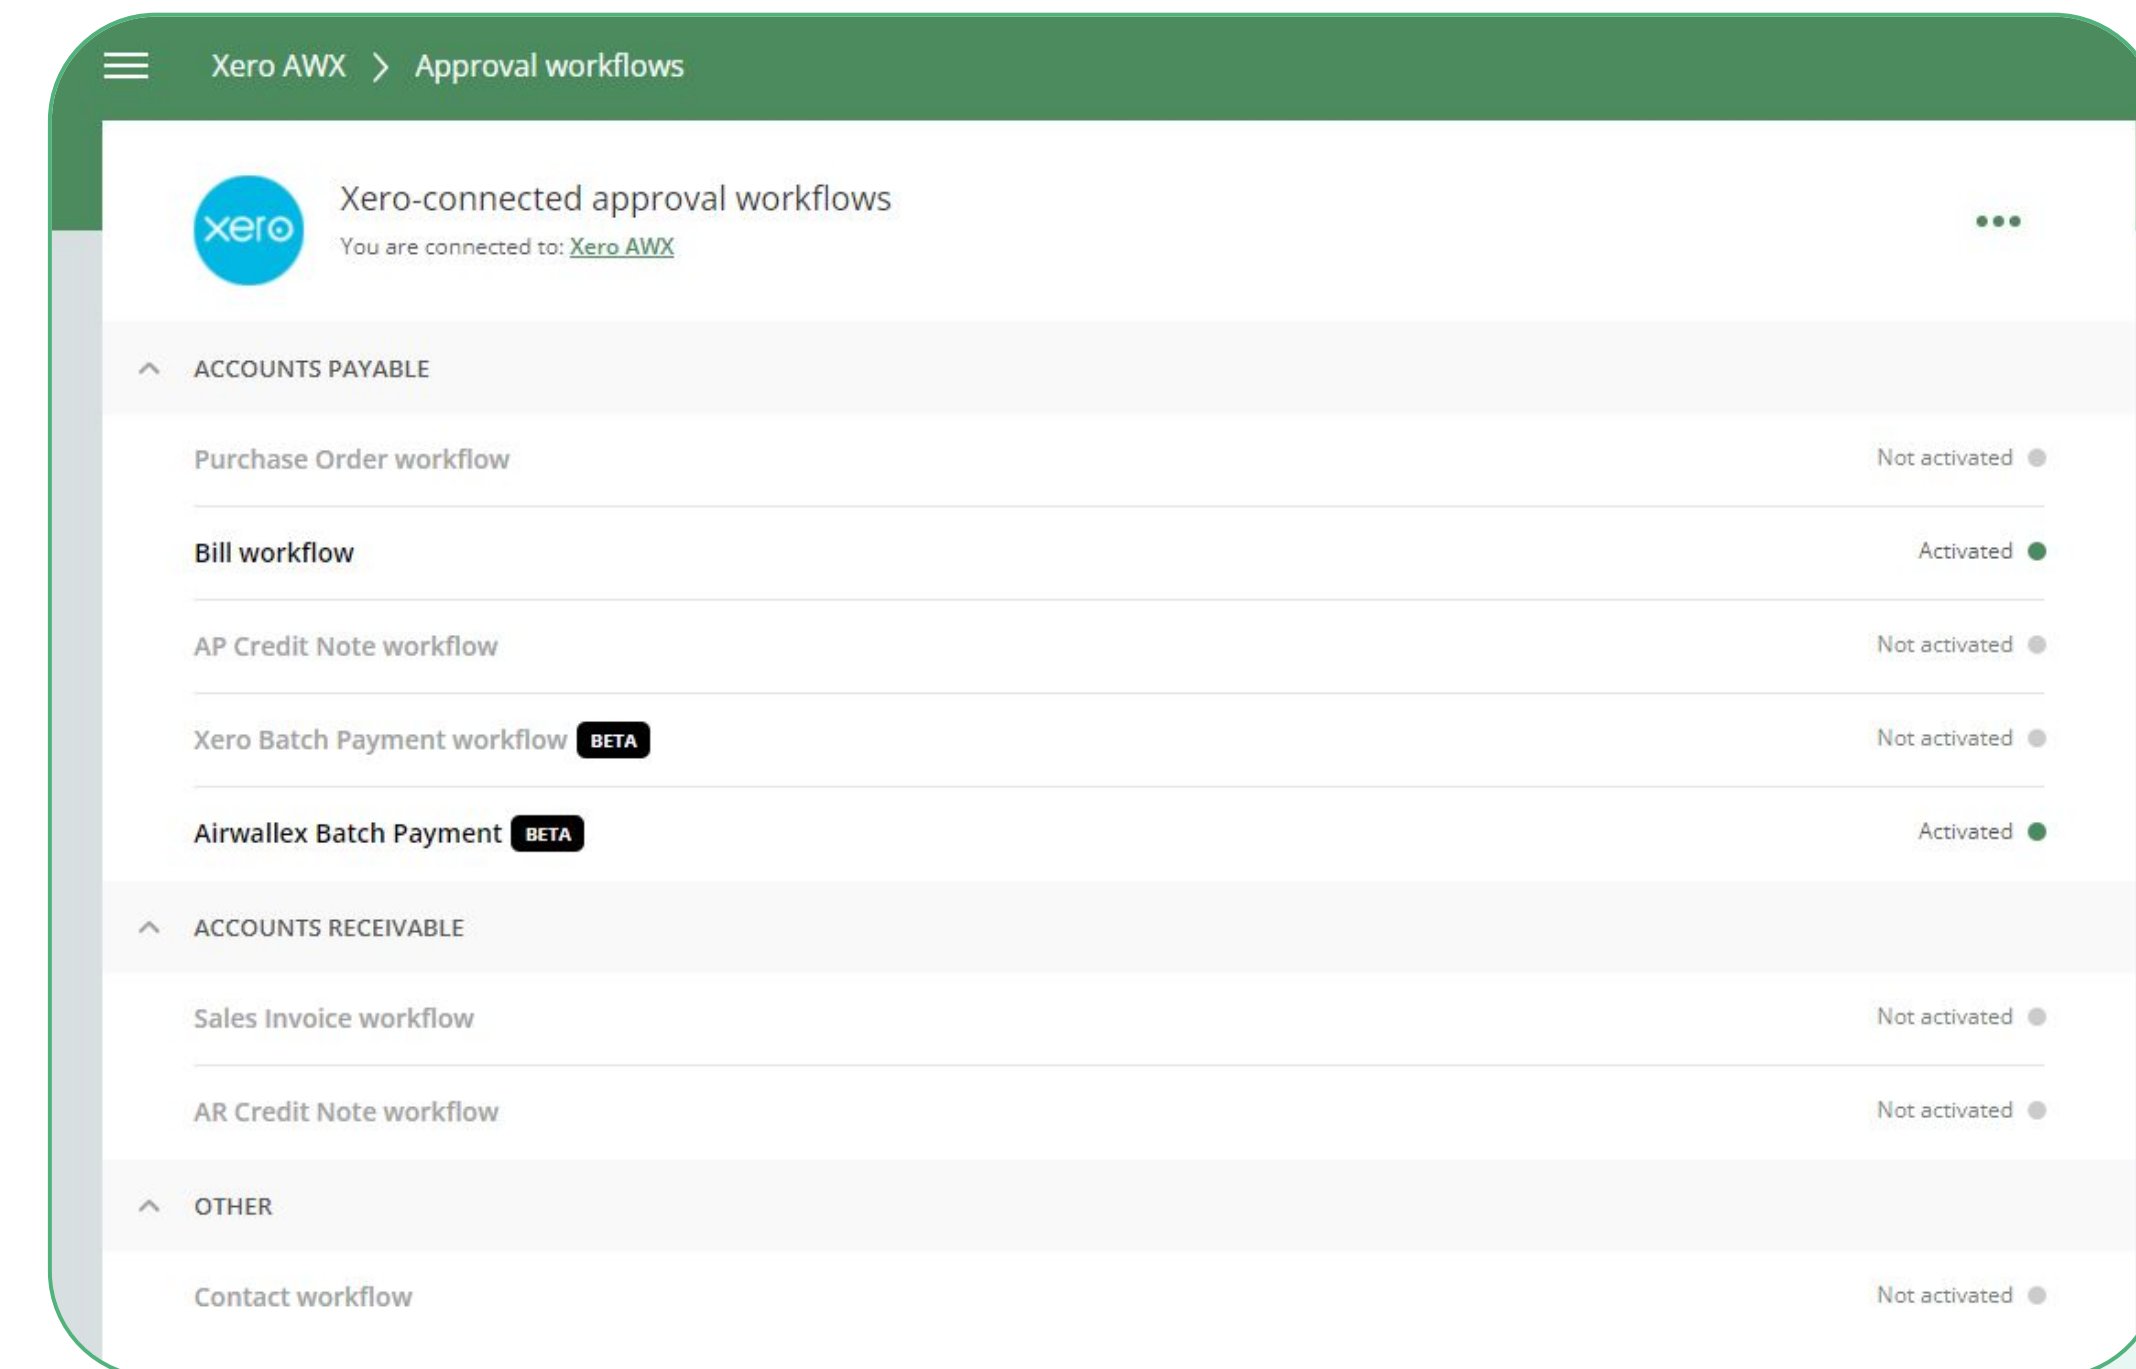 Xero AWX > Approval workflows
xero
Xero-connected approval workflows
You are connected to: Xero AWX
ACCOUNTS PAYABLE
Purchase Order workflow Not activated
Bill workflow Activated
AP Credit Note workflow Not activated
Xero Batch Payment workflow BETA Not activated
Airwallex Batch Payment BETA Activated
ACCOUNTS RECEIVABLE
Sales Invoice workflow Not activated
AR Credit Note workflow Not activated
OTHER
Contact workflow Not activated